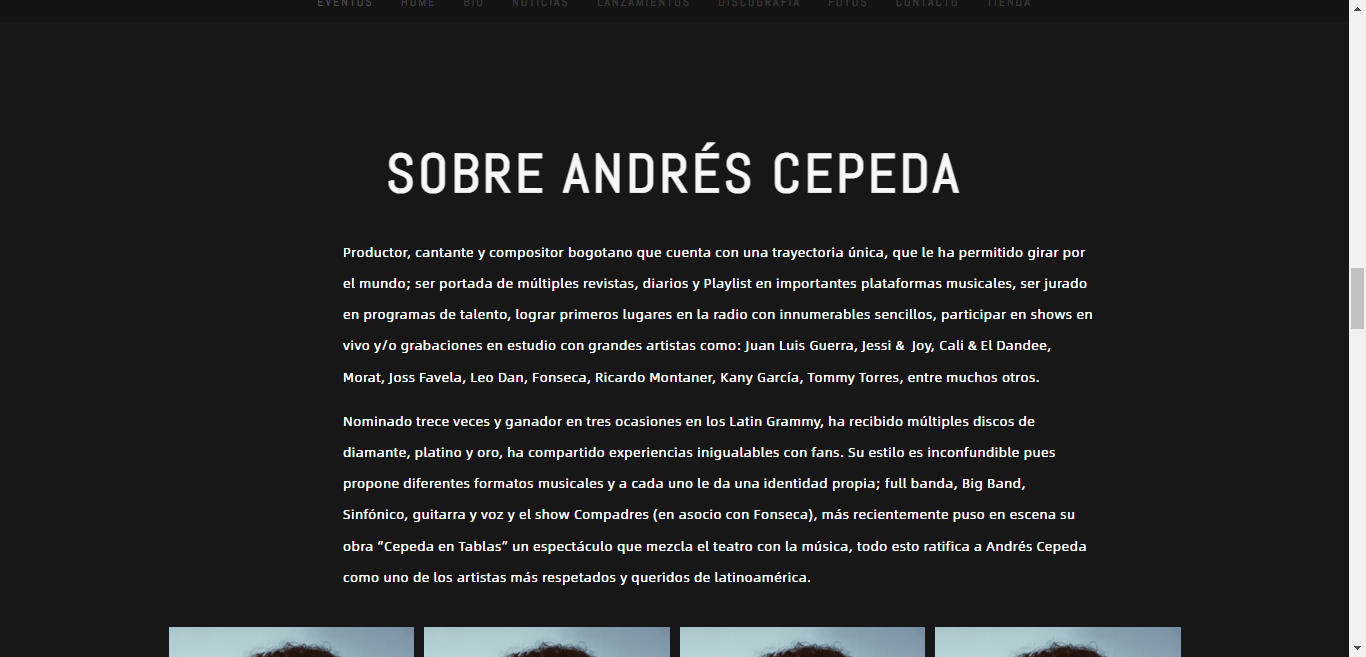 EVENTOS HOME BIO NOTICIAS LANZAMIENTOS DISCOGRAFÍA FOTOS CONTACTO TIENDA
SOBRE ANDRÉS CEPEDA
Productor, cantante y compositor bogotano que cuenta con una trayectoria única, que le ha permitido girar por
el mundo; ser portada de múltiples revistas, diarios y Playlist en importantes plataformas musicales, ser jurado
en programas de talento, lograr primeros lugares en la radio con innumerables sencillos, participar en shows en
vivo y/o grabaciones en estudio con grandes artistas como: Juan Luis Guerra, Jessi & Joy, Cali & El Dandee,
Morat, Joss Favela, Leo Dan, Fonseca, Ricardo Montaner, Kany García, Tommy Torres, entre muchos otros.
Nominado trece veces y ganador en tres ocasiones en los Latin Grammy, ha recibido múltiples discos de
diamante, platino y oro, ha compartido experiencias inigualables con fans. Su estilo es inconfundible pues
propone diferentes formatos musicales y a cada uno le da una identidad propia; full banda, Big Band,
Sinfónico, guitarra y voz y el show Compadres (en asocio con Fonseca), más recientemente puso en escena su
obra “Cepeda en Tablas” un espectáculo que mezcla el teatro con la música, todo esto ratifica a Andrés Cepeda
como uno de los artistas más respetados y queridos de latinoamérica.